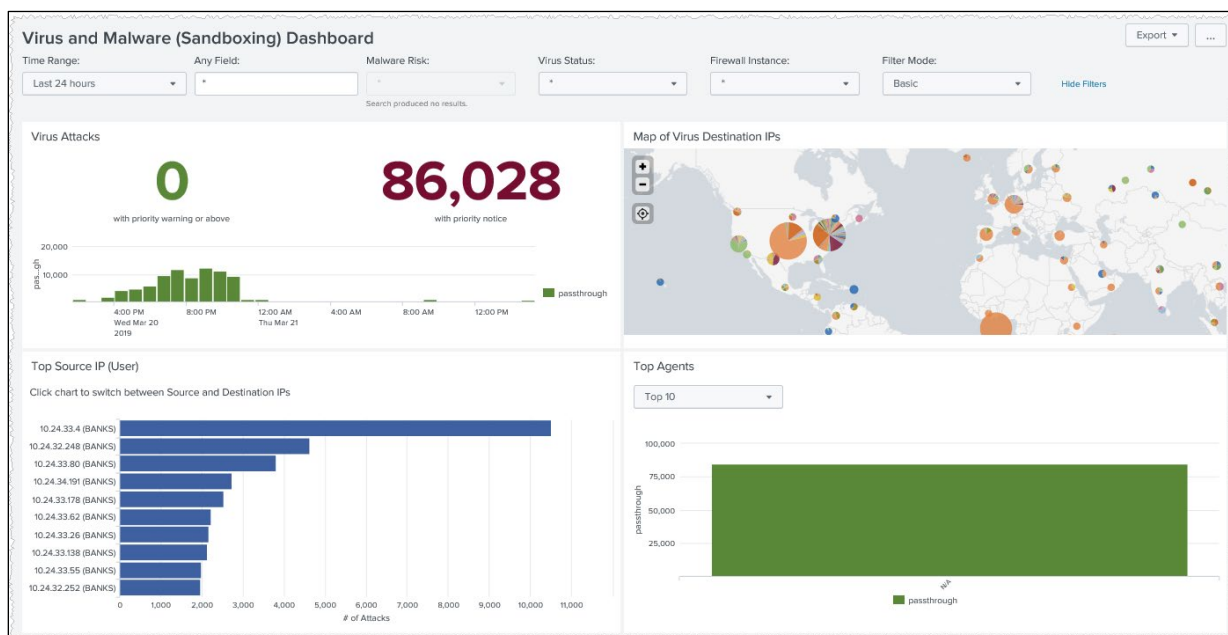 Virus and Malware (Sandboxing) Dashboard
Export
...
Time Range:
Any Field:
Malware Risk:
Virus Status:
Firewall Instance:
Filter Mode:
Last 24 hours
*
*
*
*
Basic
Hide Filters
Search produced no results.
Virus Attacks
0
86,028
with priority warning or above
with priority notice
20,000
10,000
pas...gh
passthrough
4:00 PM
Wed Mar 20
2019
8:00 PM
12:00 AM
Thu Mar 21
4:00 AM
8:00 AM
12:00 PM
Map of Virus Destination IPs
+
−
Top Source IP (User)
Click chart to switch between Source and Destination IPs
10.24.33.4 (BANKS)
10.24.32.248 (BANKS)
10.24.33.80 (BANKS)
10.24.34.191 (BANKS)
10.24.33.178 (BANKS)
10.24.33.62 (BANKS)
10.24.33.26 (BANKS)
10.24.33.138 (BANKS)
10.24.33.55 (BANKS)
10.24.32.252 (BANKS)
0 1,000 2,000 3,000 4,000 5,000 6,000 7,000 8,000 9,000 10,000 11,000
# of Attacks
Top Agents
Top 10
100,000
75,000
50,000
25,000
passthrough
N/A
passthrough